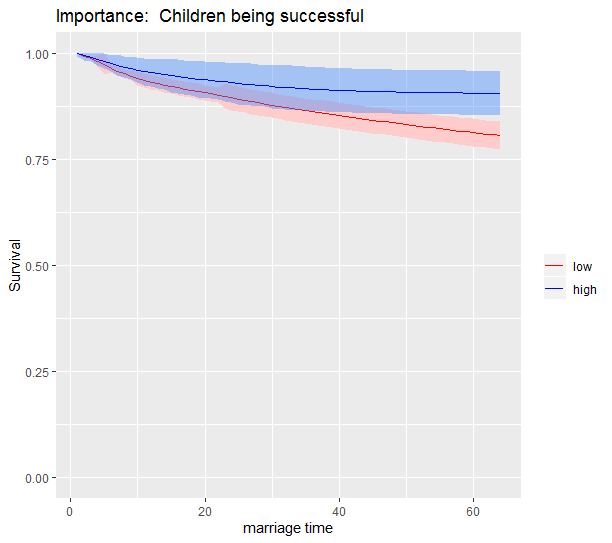 Importance:  Children being successful
1.00
0.75
0.50
0.25
0.00
Survival
0
20
40
60
marriage time
low
high